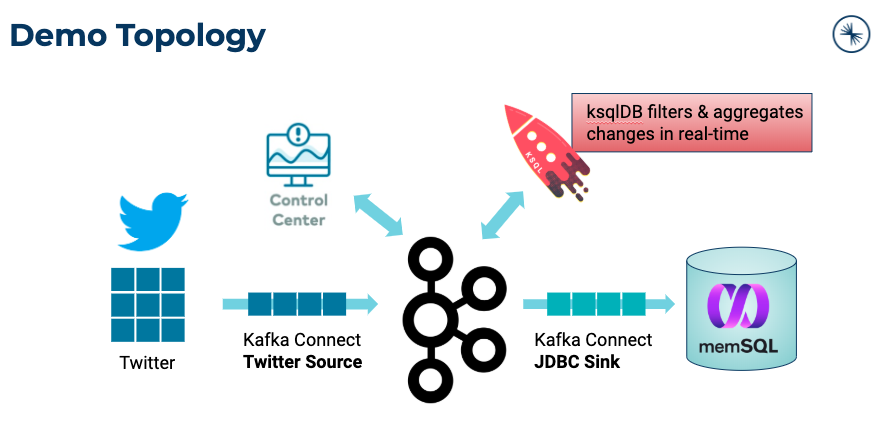 Demo Topology
ksqlDB filters & aggregates
changes in real-time
KSQL
Control
Center
Twitter
Kafka Connect
Twitter Source
Kafka Connect
JDBC Sink
memSQL